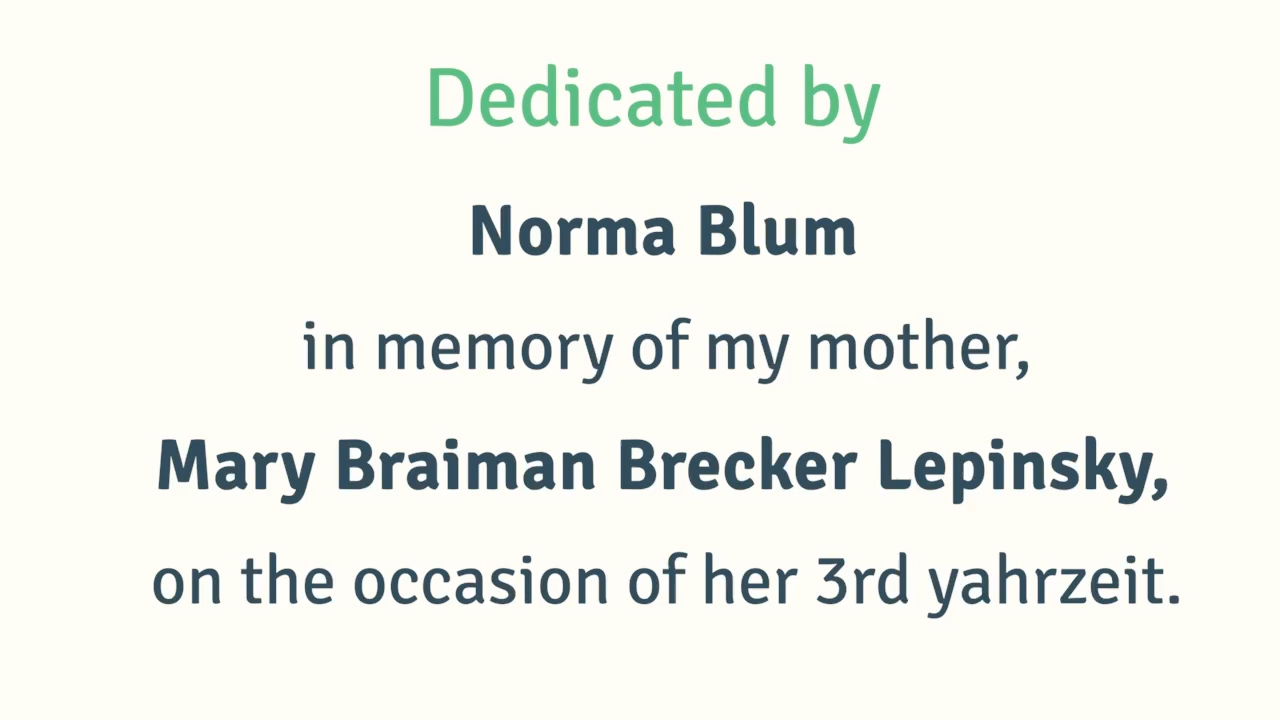 Dedicated by
Norma Blum
in memory of my mother,
Mary Braiman Brecker Lepinsky,
on the occasion of her 3rd yahrzeit.